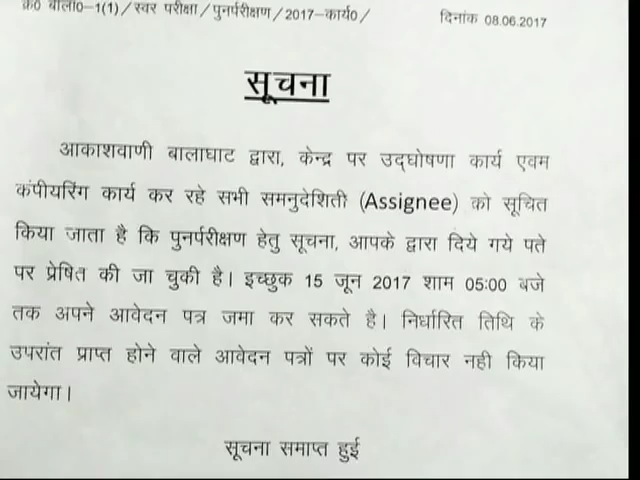 क्र0 बाला0-1(1)/स्वर परीक्षा/पुनर्परीक्षण/2017-कार्य0/ दिनांक 08.06.2017
सूचना
आकाशवाणी बालाघाट द्वारा, केन्द्र पर उद्घोषणा कार्य एवम
कंपीयरिंग कार्य कर रहे सभी समनुदेशिती (Assignee) को सूचित
किया जाता है कि पुनर्परीक्षण हेतु सूचना, आपके द्वारा दिये गये पते
पर प्रेषित की जा चुकी है। इच्छुक 15 जून 2017 शाम 05:00 बजे
तक अपने आवेदन पत्र जमा कर सकते है। निर्धारित तिथि के
उपरांत प्राप्त होने वाले आवेदन पत्रों पर कोई विचार नही किया
जायेगा।
सूचना समाप्त हुई